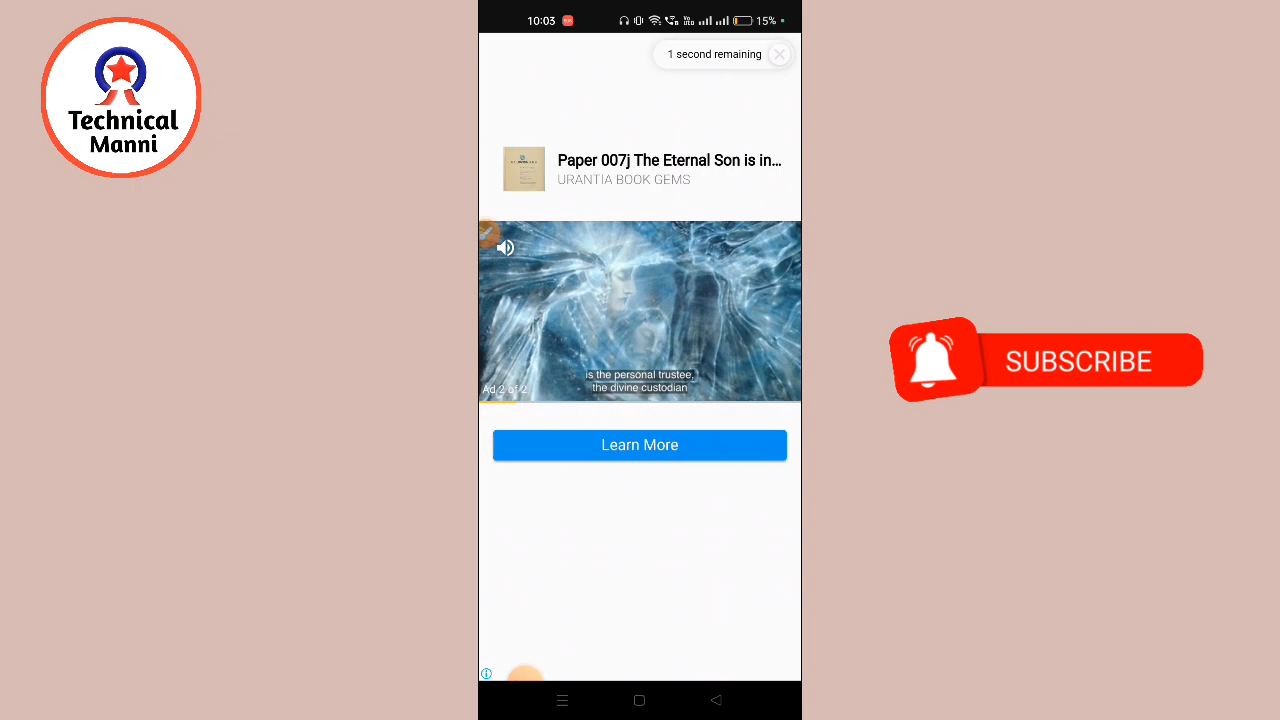 10:03
15%
1 second remaining
Technical
Manni
Paper 007j The Eternal Son is in...
URANTIA BOOK GEMS
is the personal trustee,
the divine custodian
Ad 2 of 2
SUBSCRIBE
Learn More